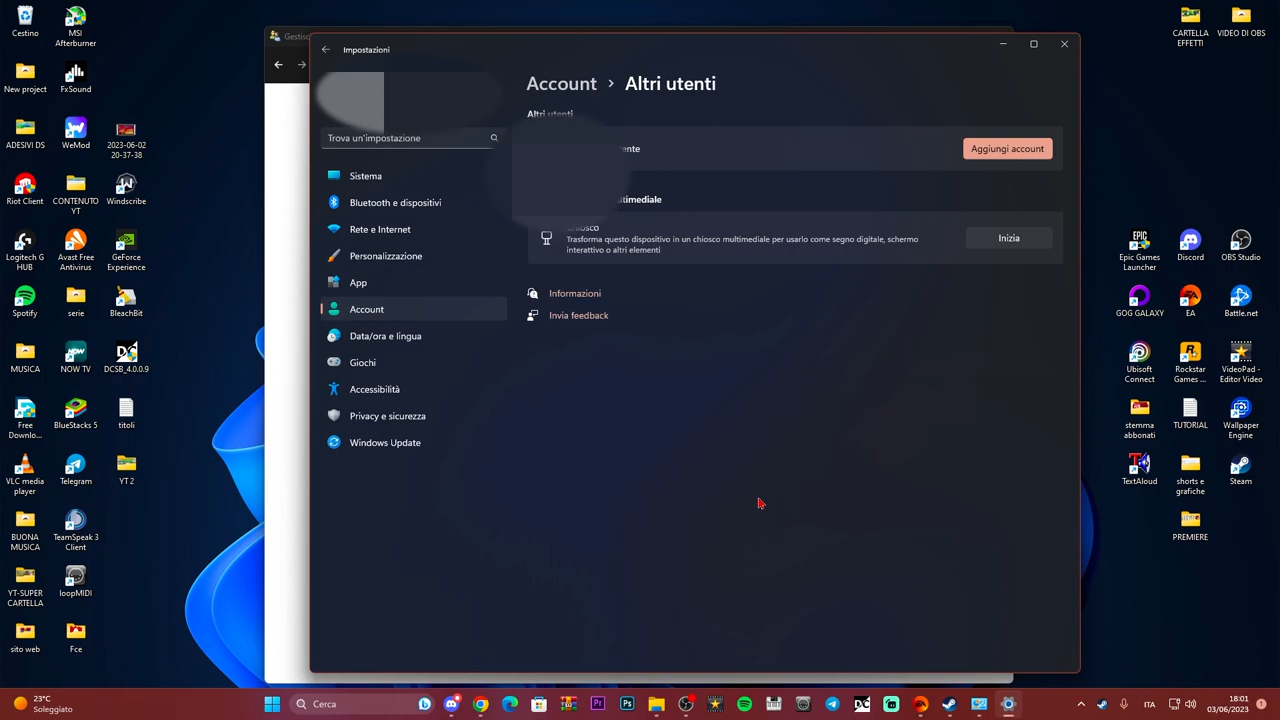 Cestino
MSI
Afterburner
New project
FxSound
ADESIVI DS
WeMod
2023-06-02
20-37-38
Riot Client
CONTENUTO
YT
Windscribe
Logitech G
HUB
Avast Free
Antivirus
GeForce
Experience
Spotify
serie
BleachBit
MUSICA
NOW TV
DCSB_4.0.0.9
Free
Downlo...
BlueStacks 5
titoli
VLC media
player
Telegram
YT 2
BUONA
MUSICA
TeamSpeak 3
Client
YT-SUPER
CARTELLA
loopMIDI
sito web
Fce
Impostazioni
Account > Altri utenti
Altri utenti
Trova un'impostazione
Aggiungi account
Sistema
Bluetooth e dispositivi
Rete e Internet
Personalizzazione
App
Account
Data/ora e lingua
Giochi
Accessibilità
Privacy e sicurezza
Windows Update
Trasforma questo dispositivo in un chiosco multimediale per usarlo come segno digitale, schermo
interattivo o altri elementi
Inizia
Informazioni
Invia feedback
CARTELLA
EFFETTI
VIDEO DI OBS
Epic Games
Launcher
Discord
OBS Studio
GOG GALAXY
EA
Battle.net
Ubisoft
Connect
Rockstar
Games ...
VideoPad -
Editor Video
stemma
abbonati
TUTORIAL
Wallpaper
Engine
TextAloud
shorts e
grafiche
Steam
PREMIERE
23°C
Soleggiato
Cerca
ITA
18:01
03/06/2023